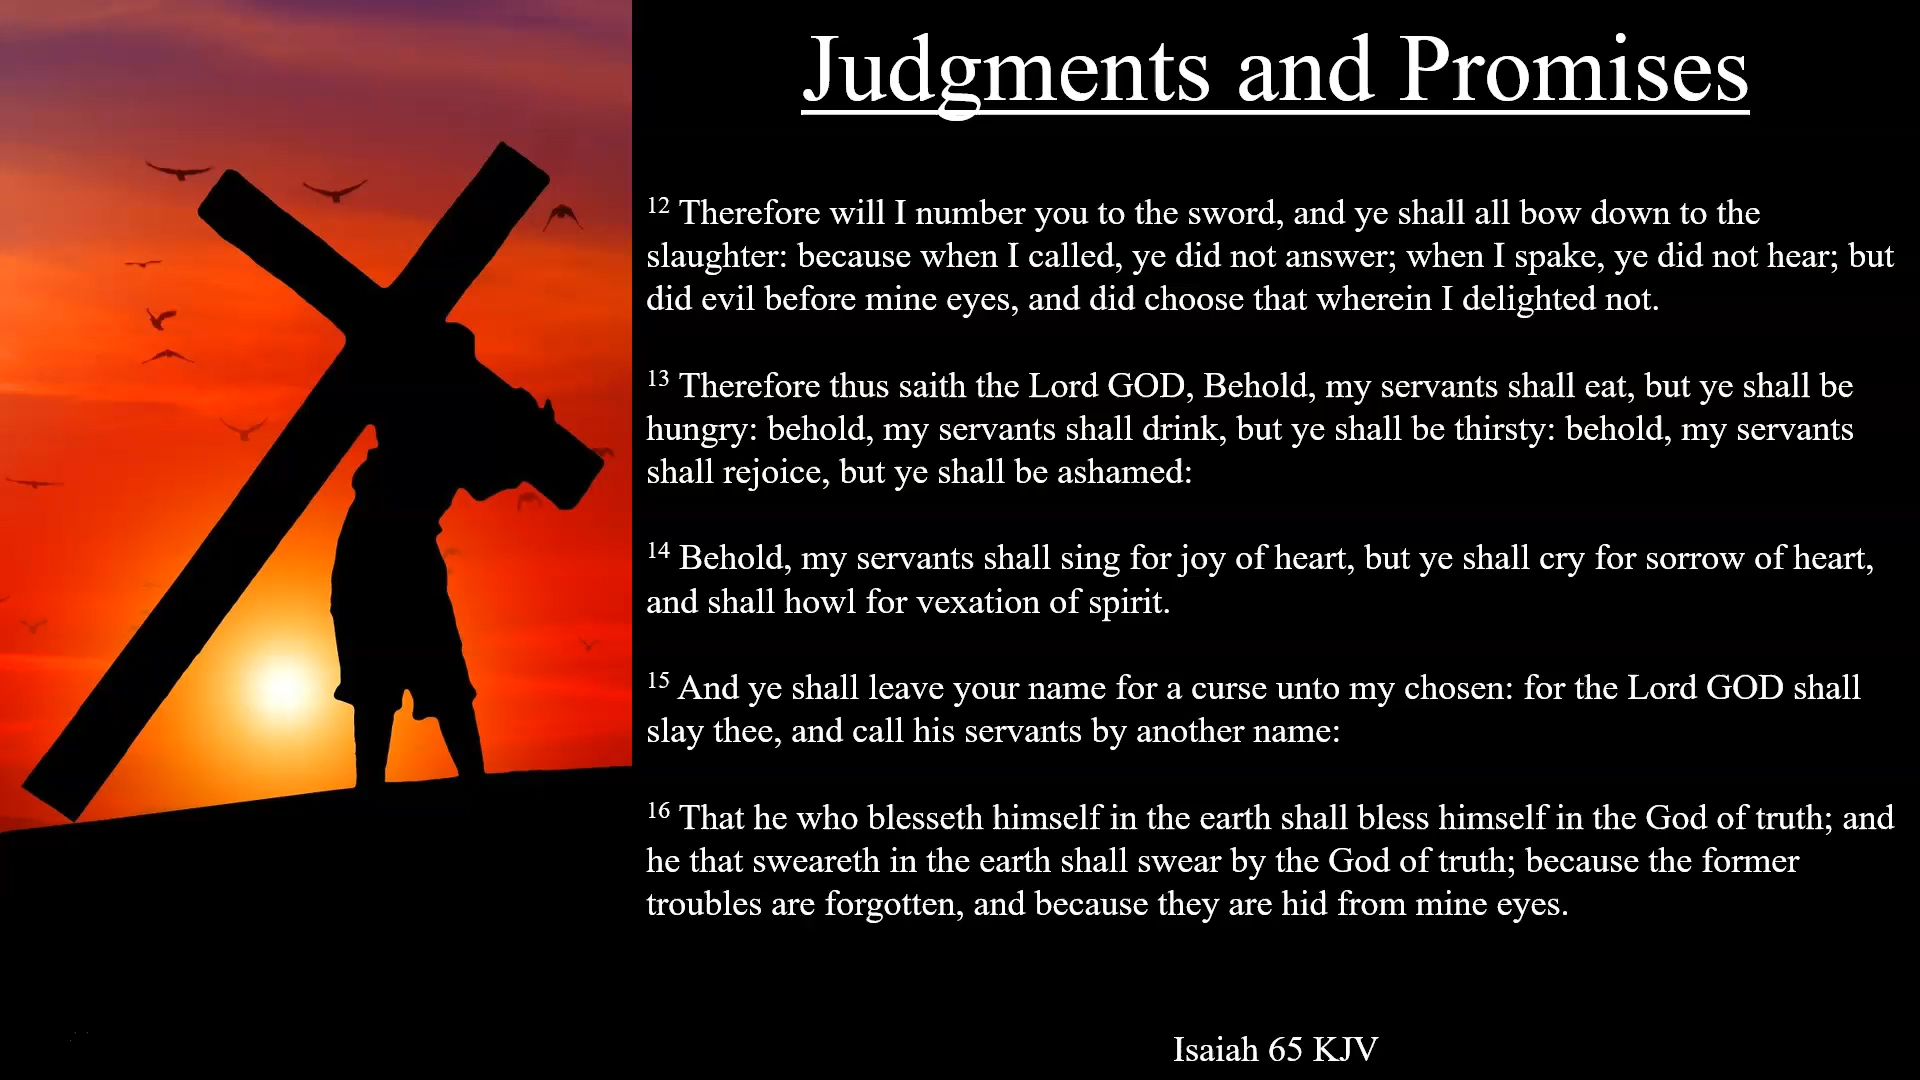 Judgments and Promises
12 Therefore will I number you to the sword, and ye shall all bow down to the
slaughter: because when I called, ye did not answer; when I spake, ye did not hear; but
did evil before mine eyes, and did choose that wherein I delighted not.
13 Therefore thus saith the Lord GOD, Behold, my servants shall eat, but ye shall be
hungry: behold, my servants shall drink, but ye shall be thirsty: behold, my servants
shall rejoice, but ye shall be ashamed:
14 Behold, my servants shall sing for joy of heart, but ye shall cry for sorrow of heart,
and shall howl for vexation of spirit.
15 And ye shall leave your name for a curse unto my chosen: for the Lord GOD shall
slay thee, and call his servants by another name:
16 That he who blesseth himself in the earth shall bless himself in the God of truth; and
he that sweareth in the earth shall swear by the God of truth; because the former
troubles are forgotten, and because they are hid from mine eyes.
Isaiah 65 KJV